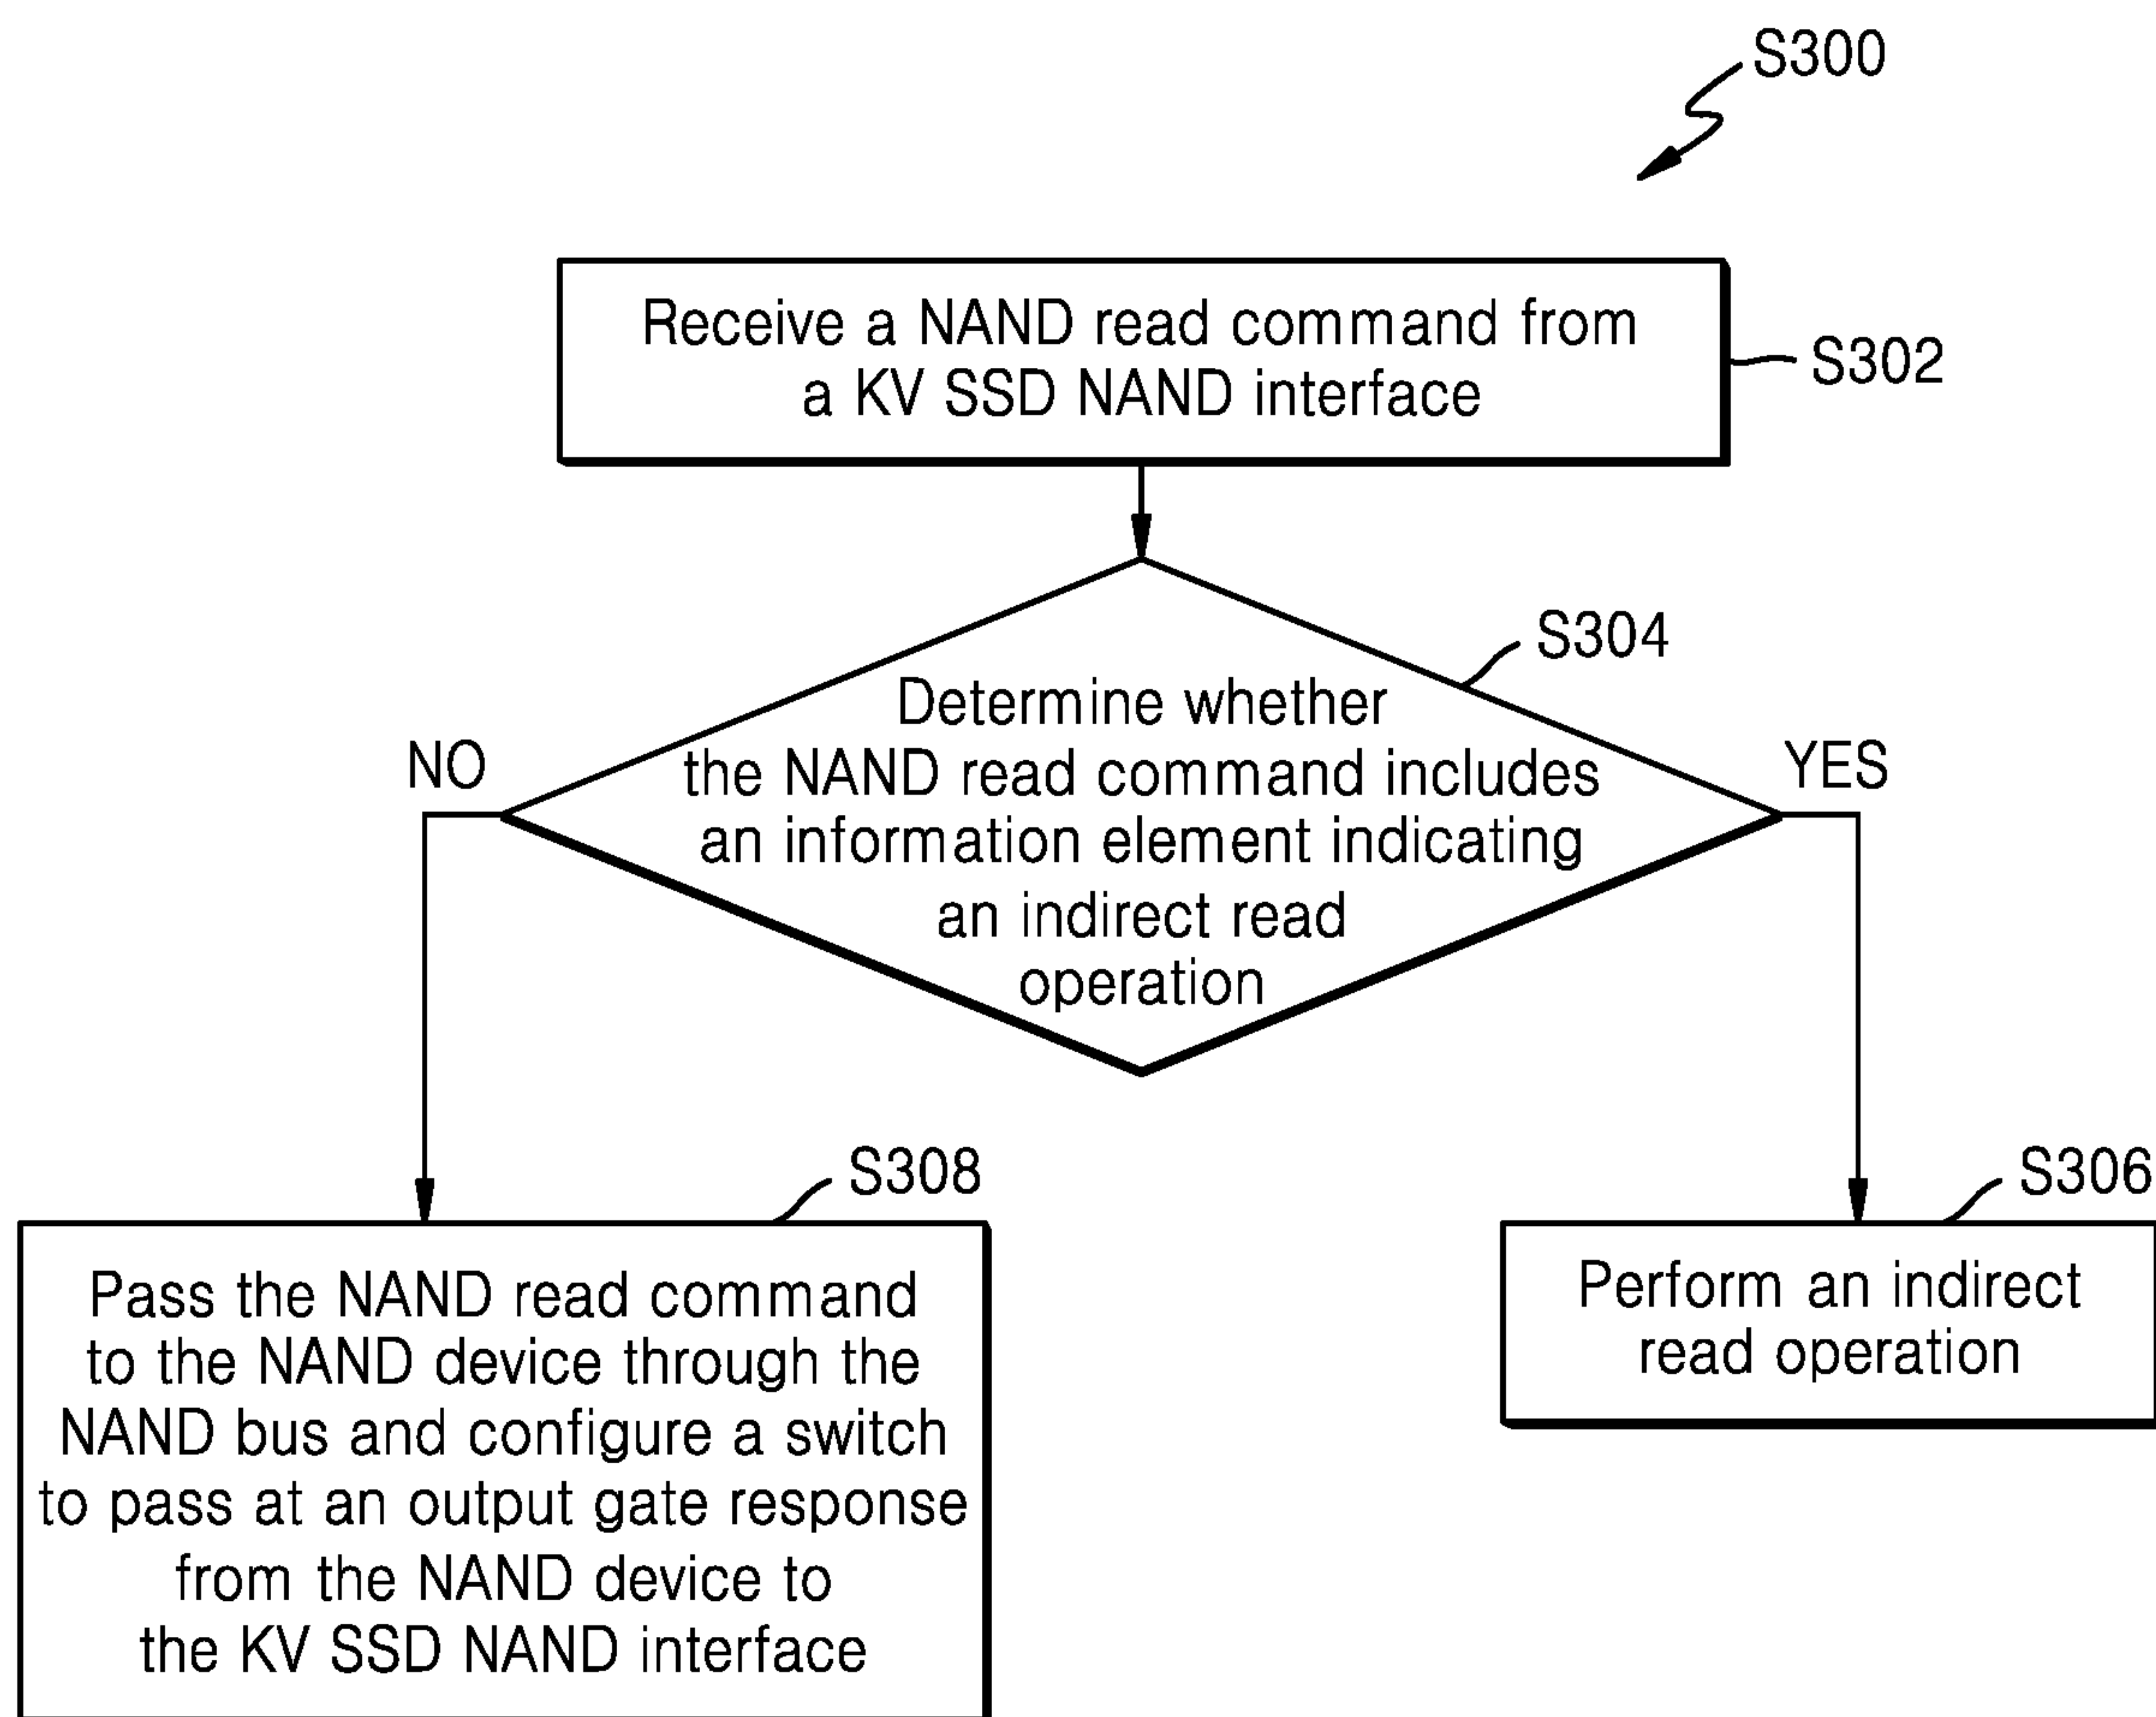 S300
Receive a NAND read command from
a KV SSD NAND interface
S302
S304
Determine whether
the NAND read command includes
an information element indicating
an indirect read
operation
NO
YES
S308
Pass the NAND read command
to the NAND device through the
NAND bus and configure a switch
to pass at an output gate response
from the NAND device to
the KV SSD NAND interface
S306
Perform an indirect
read operation